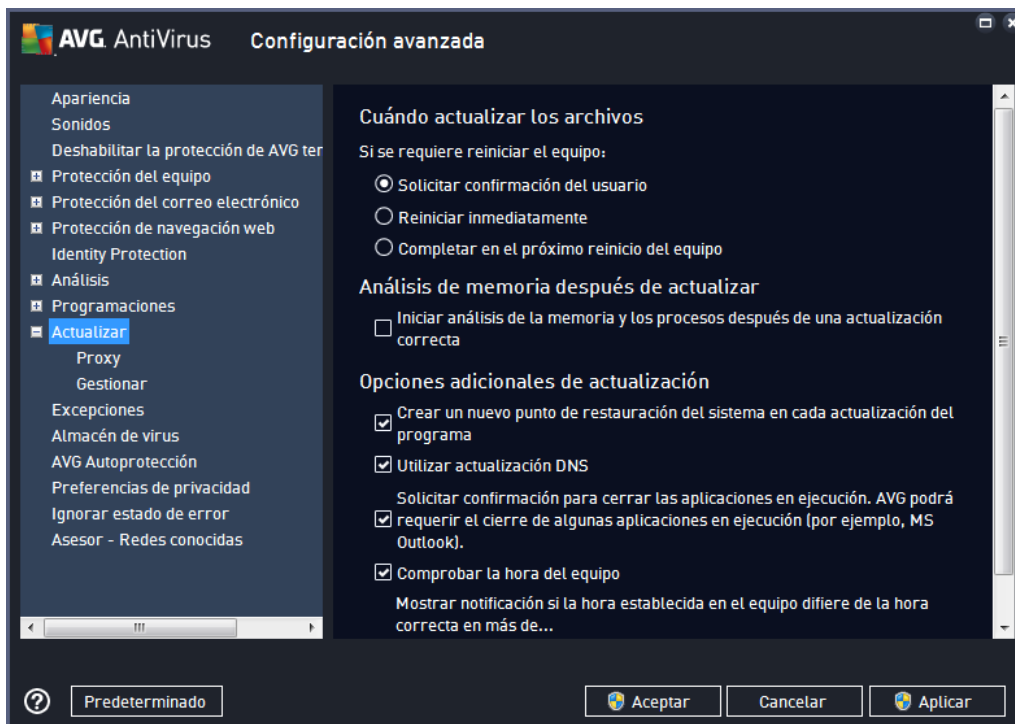 AVG AntiVirus Configuración avanzada
Apariencia
Sonidos
Deshabilitar la protección de AVG ter
Protección del equipo
Protección del correo electrónico
Protección de navegación web
Identity Protection
Análisis
Programaciones
Actualizar
Proxy
Gestionar
Excepciones
Almacén de virus
AVG Autoprotección
Preferencias de privacidad
Ignorar estado de error
Asesor - Redes conocidas
Cuándo actualizar los archivos
Si se requiere reiniciar el equipo:
Solicitar confirmación del usuario
Reiniciar inmediatamente
Completar en el próximo reinicio del equipo
Análisis de memoria después de actualizar
Iniciar análisis de la memoria y los procesos después de una actualización
correcta
Opciones adicionales de actualización
Crear un nuevo punto de restauración del sistema en cada actualización del
programa
Utilizar actualización DNS
Solicitar confirmación para cerrar las aplicaciones en ejecución. AVG podrá
requerir el cierre de algunas aplicaciones en ejecución (por ejemplo, MS
Outlook).
Comprobar la hora del equipo
Mostrar notificación si la hora establecida en el equipo difiere de la hora
correcta en más de...
Predeterminado
Aceptar
Cancelar
Aplicar